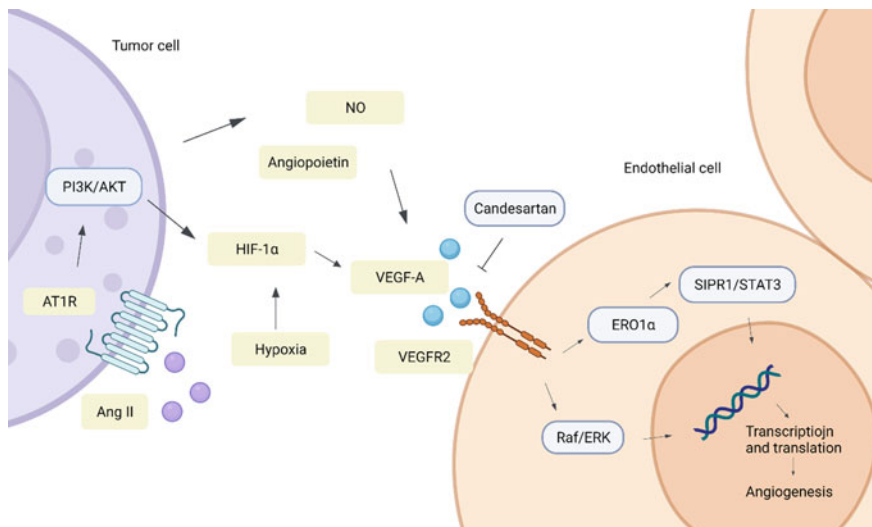 Tumor cell
NO
Angiopoietin
PI3K/AKT
Endothelial cell
Candesartan
HIF-1α
VEGF-A
SIPR1/STAT3
AT1R
ERO1α
Hypoxia
VEGFR2
Ang II
Raf/ERK
Transcriptiojn
and translation
Angiogenesis